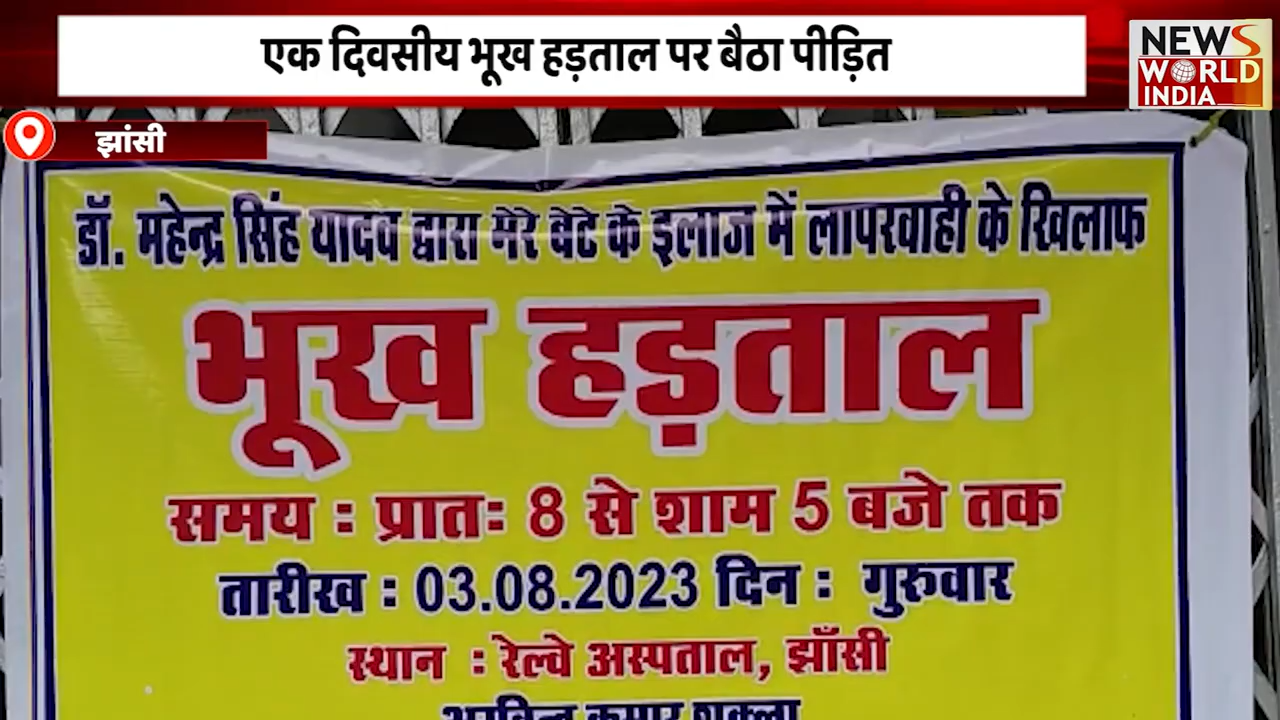 एक दिवसीय भूख हड़ताल पर बैठा पीड़ित
NEWS
WORLD
INDIA
झांसी
डॉ. महेन्द्र सिंह यादव द्वारा मेरे बेटे के इलाज में लापरवाही के खिलाफ
भूख हड़ताल
समय : प्रातः 8 से शाम 5 बजे तक
तारीख : 03.08.2023 दिन : गुरुवार
स्थान : रेल्वे अस्पताल, झाँसी